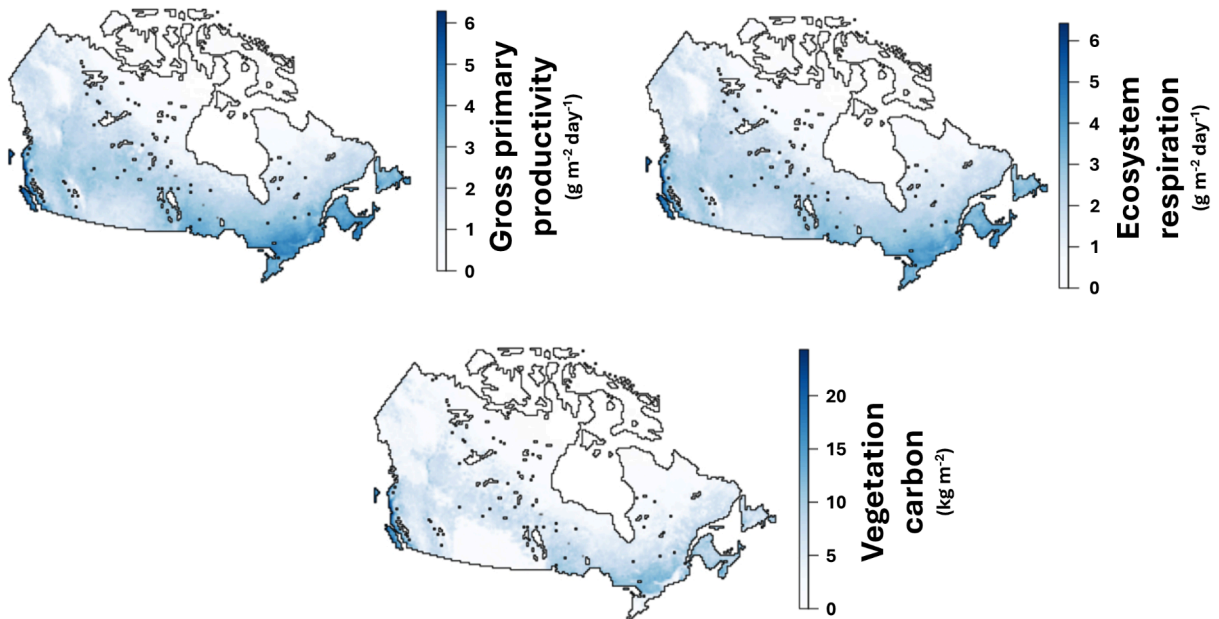 6
5
4
3
2
1
0
Gross primary
productivity
(g m⁻² day⁻¹)
6
5
4
3
2
1
0
Ecosystem
respiration
(g m⁻² day⁻¹)
20
15
10
5
0
Vegetation
carbon
(kg m⁻²)